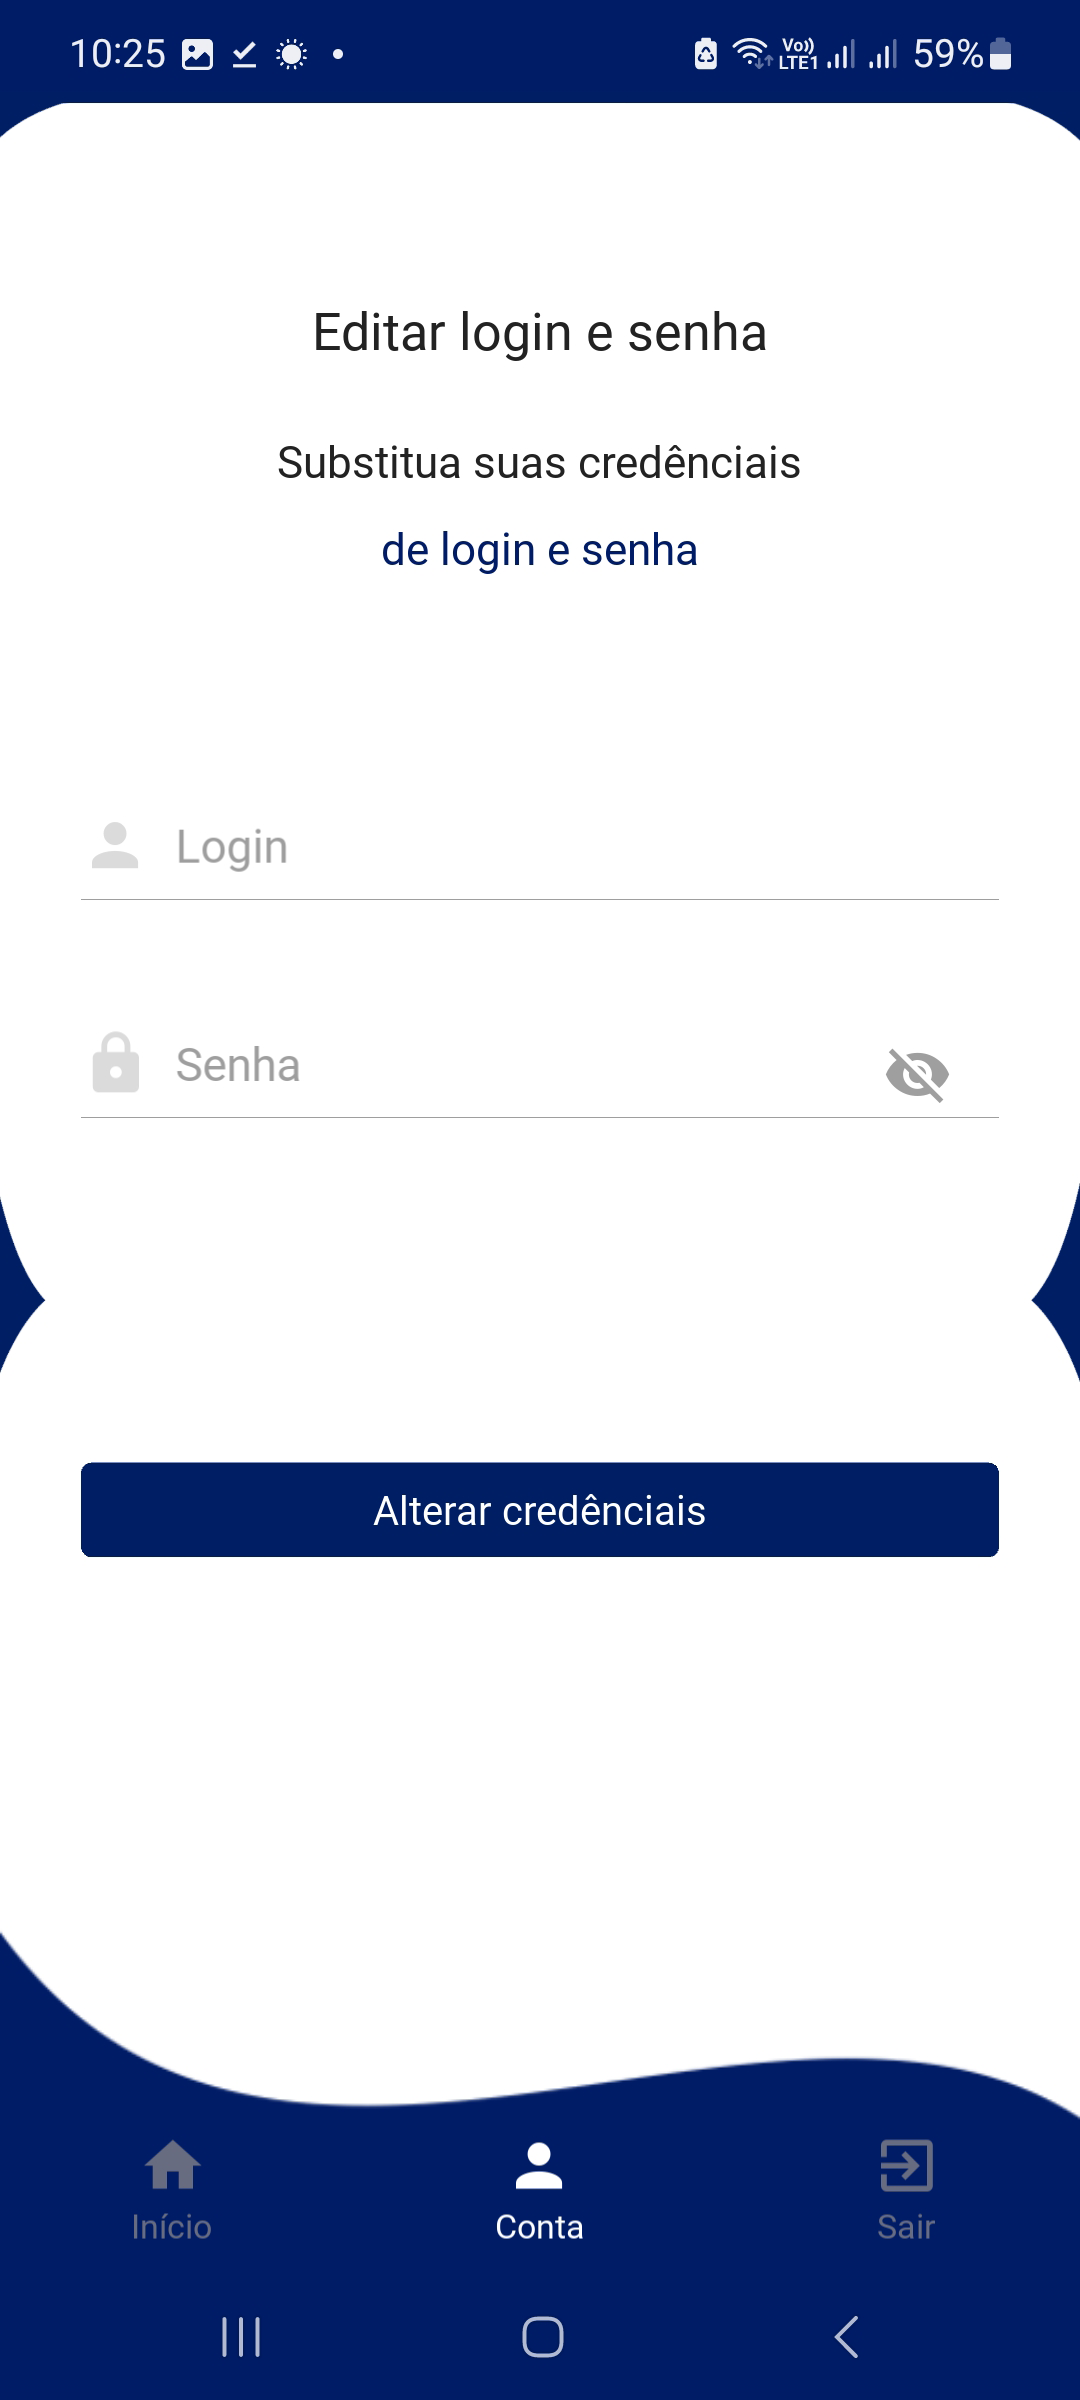 10:25
Vo))
LTE1
59%
Editar login e senha
Substitua suas credênciais
de login e senha
Login
Senha
Alterar credênciais
Início
Conta
Sair